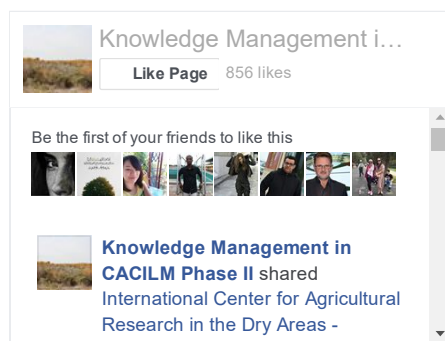 Knowledge Management i...
Like Page
856 likes
Be the first of your friends to like this
Knowledge Management in
CACILM Phase II shared
International Center for Agricultural
Research in the Dry Areas -